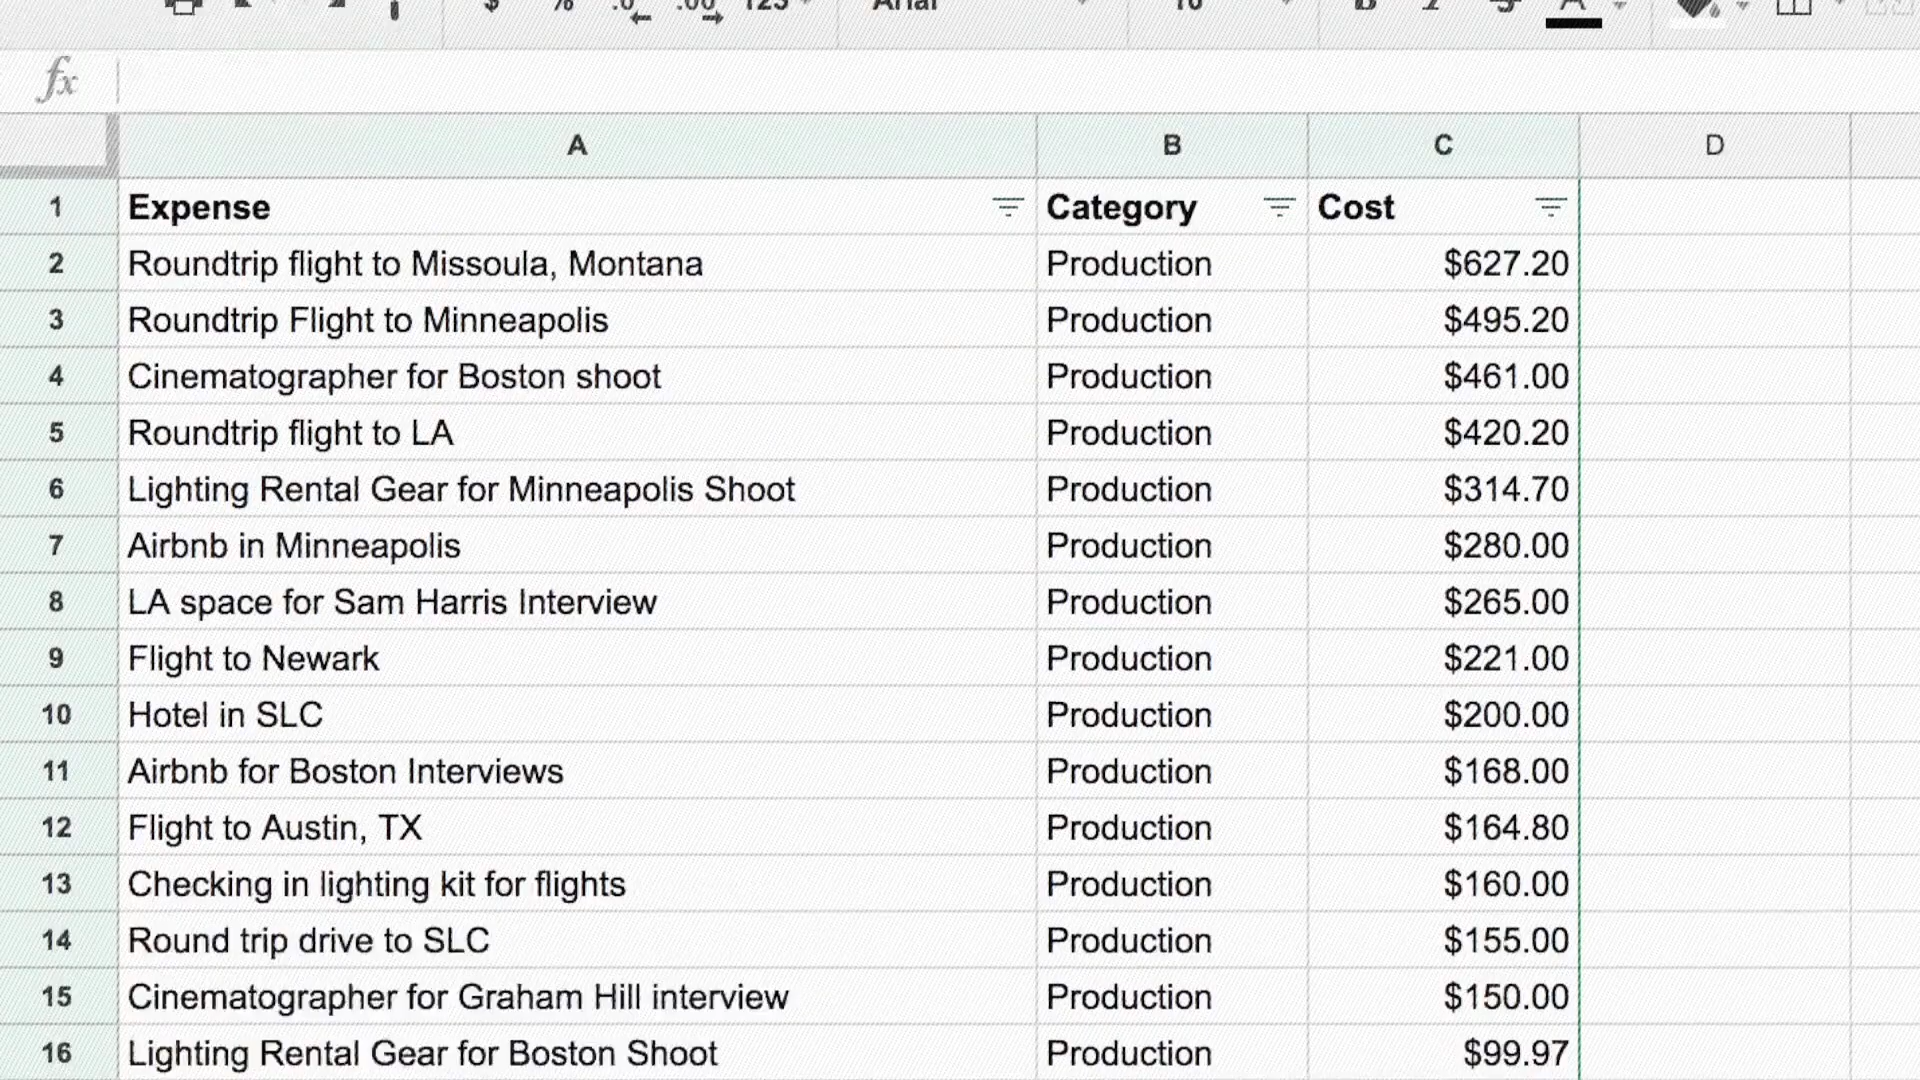 $ % .0 .00 123 Arial 10 B I S A
fx
A B C D
1 Expense Category Cost
2 Roundtrip flight to Missoula, Montana Production $627.20
3 Roundtrip Flight to Minneapolis Production $495.20
4 Cinematographer for Boston shoot Production $461.00
5 Roundtrip flight to LA Production $420.20
6 Lighting Rental Gear for Minneapolis Shoot Production $314.70
7 Airbnb in Minneapolis Production $280.00
8 LA space for Sam Harris Interview Production $265.00
9 Flight to Newark Production $221.00
10 Hotel in SLC Production $200.00
11 Airbnb for Boston Interviews Production $168.00
12 Flight to Austin, TX Production $164.80
13 Checking in lighting kit for flights Production $160.00
14 Round trip drive to SLC Production $155.00
15 Cinematographer for Graham Hill interview Production $150.00
16 Lighting Rental Gear for Boston Shoot Production $99.97